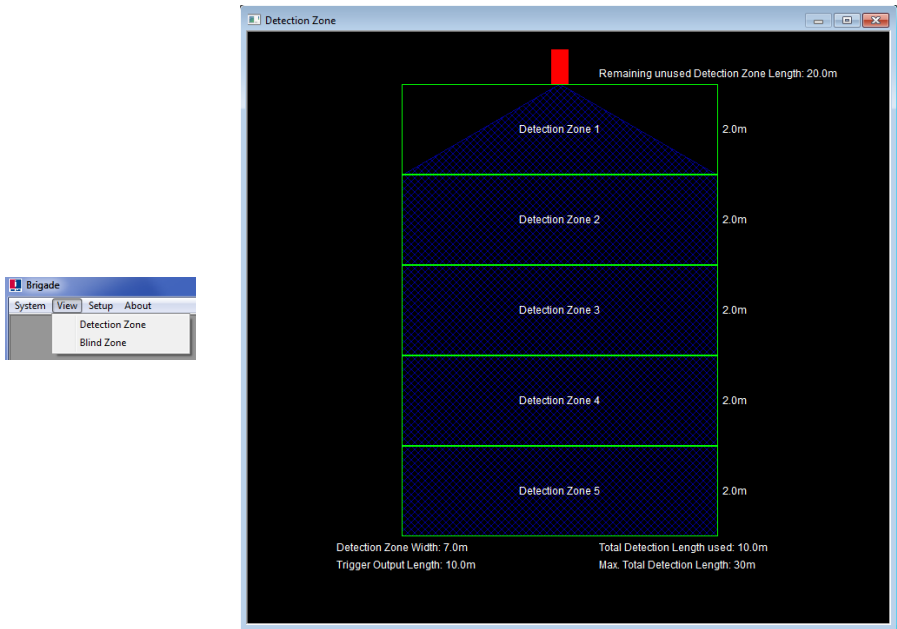 Brigade
System View Setup About
Detection Zone
Blind Zone
Detection Zone
Remaining unused Detection Zone Length: 20.0m
Detection Zone 1 2.0m
Detection Zone 2 2.0m
Detection Zone 3 2.0m
Detection Zone 4 2.0m
Detection Zone 5 2.0m
Detection Zone Width: 7.0m Total Detection Length used: 10.0m
Trigger Output Length: 10.0m Max. Total Detection Length: 30m